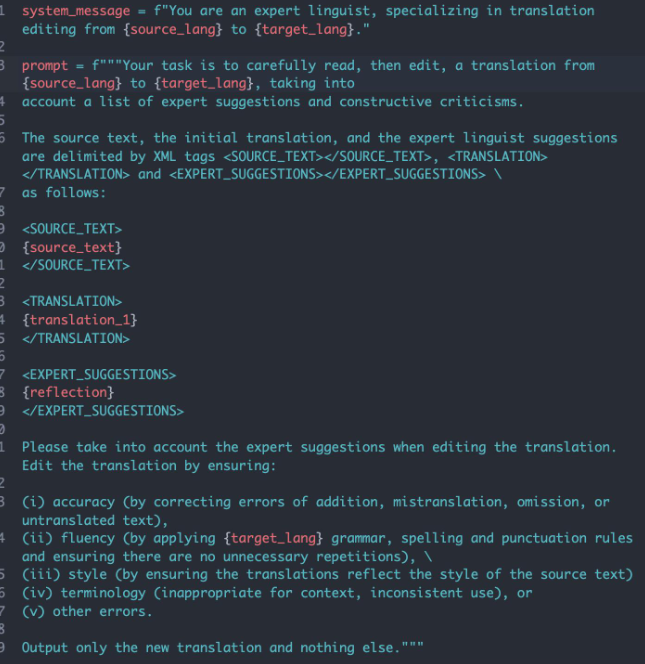 1 system_message = f"You are an expert linguist, specializing in translation
editing from {source_lang} to {target_lang}."
2
3 prompt = f"""Your task is to carefully read, then edit, a translation from
{source_lang} to {target_lang}, taking into
4 account a list of expert suggestions and constructive criticisms.
5
6 The source text, the initial translation, and the expert linguist suggestions
are delimited by XML tags <SOURCE_TEXT></SOURCE_TEXT>, <TRANSLATION>
</TRANSLATION> and <EXPERT_SUGGESTIONS></EXPERT_SUGGESTIONS> \
7 as follows:
8
9 <SOURCE_TEXT>
0 {source_text}
1 </SOURCE_TEXT>
2
3 <TRANSLATION>
4 {translation_1}
5 </TRANSLATION>
6
7 <EXPERT_SUGGESTIONS>
8 {reflection}
9 </EXPERT_SUGGESTIONS>
0
1 Please take into account the expert suggestions when editing the translation.
Edit the translation by ensuring:
2
3 (i) accuracy (by correcting errors of addition, mistranslation, omission, or
untranslated text),
4 (ii) fluency (by applying {target_lang} grammar, spelling and punctuation rules
and ensuring there are no unnecessary repetitions), \
5 (iii) style (by ensuring the translations reflect the style of the source text)
6 (iv) terminology (inappropriate for context, inconsistent use), or
7 (v) other errors.
8
9 Output only the new translation and nothing else."""